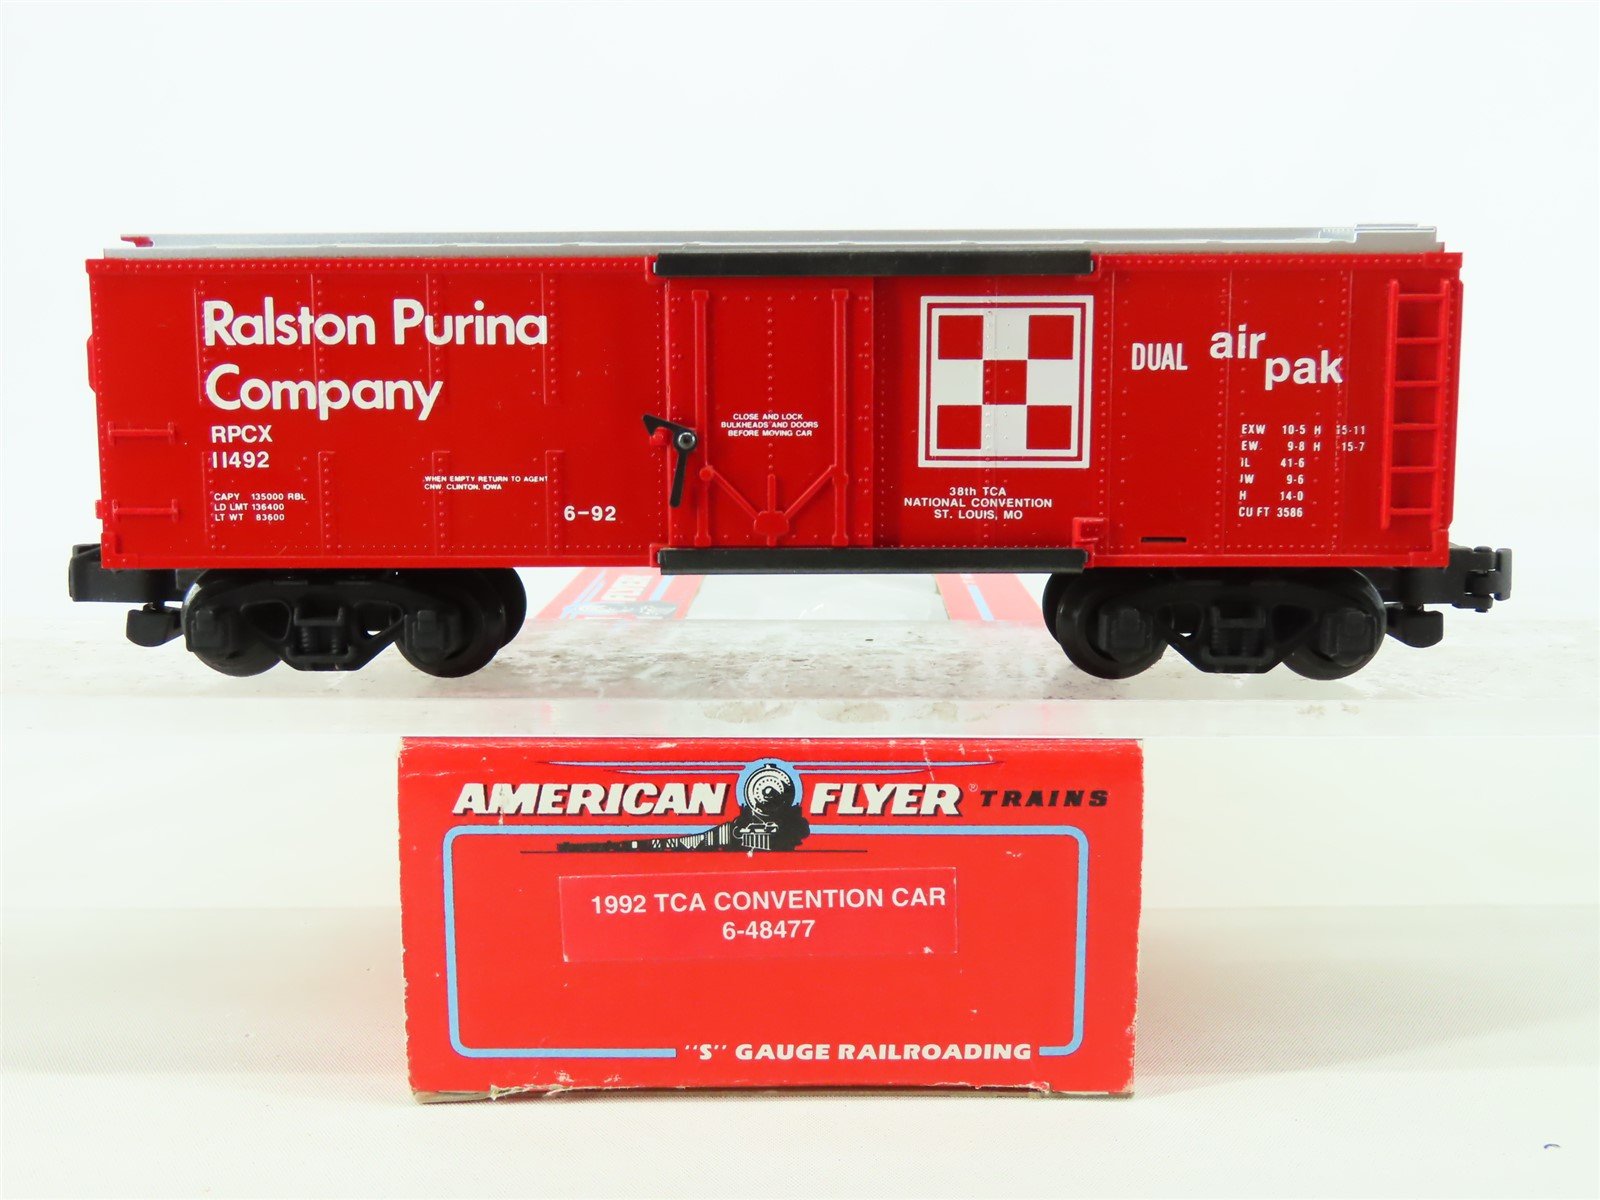 Ralston Purina
Company
RPCX
11492
CAPY 135000 RBL
LD LMT 136400
LT WT 83600
WHEN EMPTY RETURN TO AGENT
CNW. CLINTON, IOWA
6-92
CLOSE AND LOCK
BULKHEADS AND DOORS
BEFORE MOVING CAR
38th TCA
NATIONAL CONVENTION
ST. LOUIS, MO
DUAL air
pak
EXW 10-5 H 15-11
EW. 9-8 H 15-7
IL 41-6
IW 9-6
H 14-0
CU FT 3586
AMERICAN FLYER® TRAINS
1992 TCA CONVENTION CAR
6-48477
"S" GAUGE RAILROADING